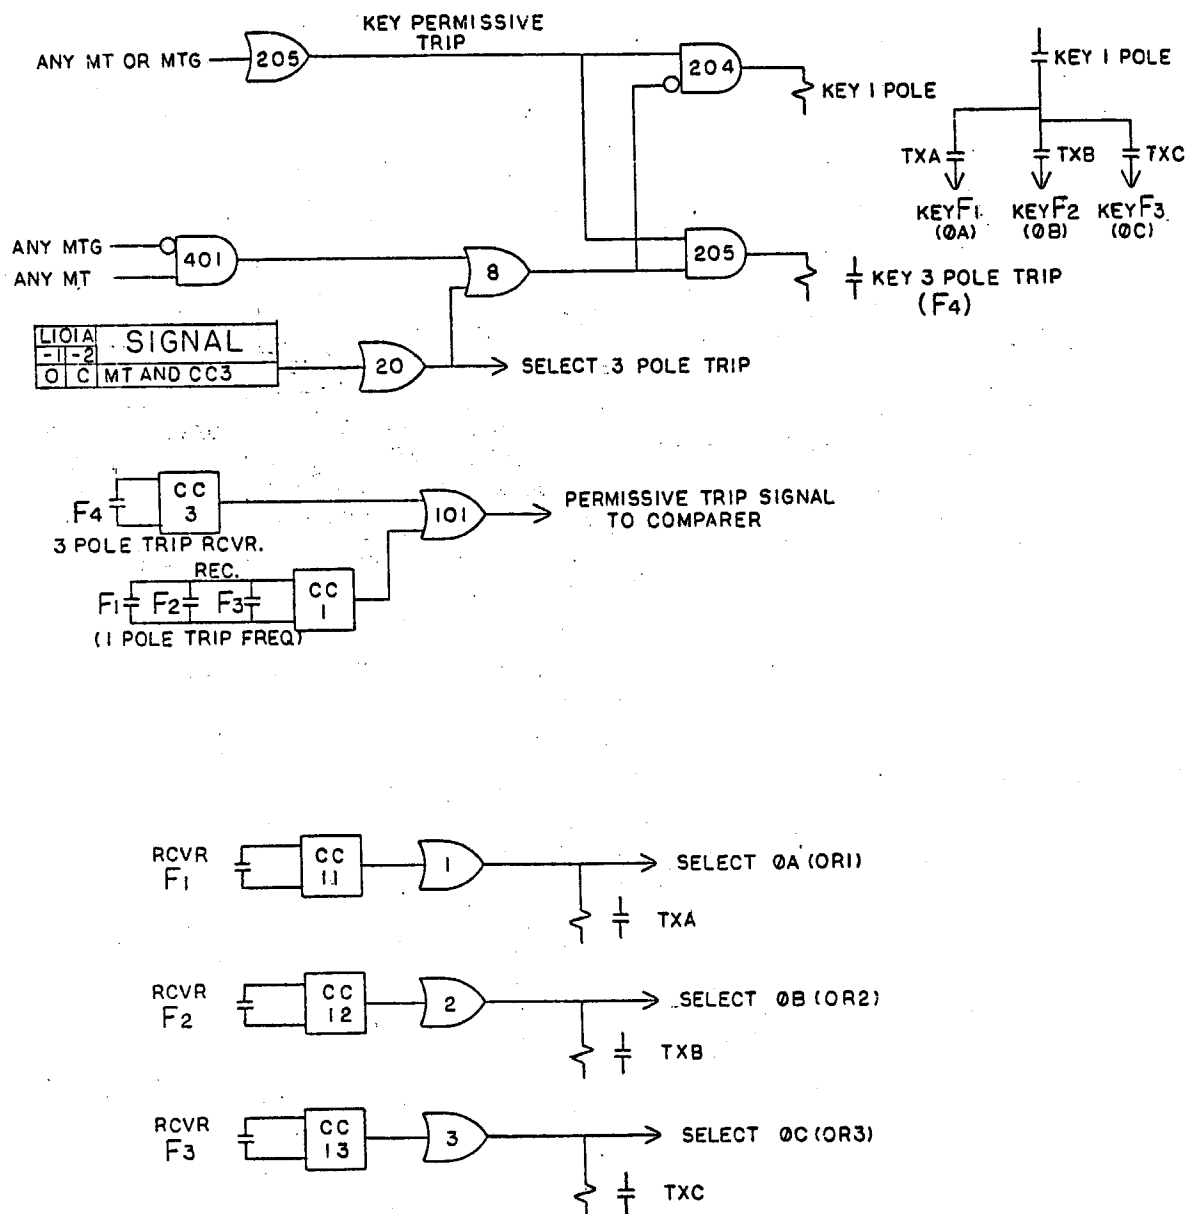 KEY PERMISSIVE
TRIP
ANY MT OR MTG
205
204
KEY 1 POLE
KEY 1 POLE
TXA
TXB
TXC
KEY F1
(ØA)
KEY F2
(ØB)
KEY F3
(ØC)
ANY MTG
ANY MT
401
8
205
KEY 3 POLE TRIP
(F4)
L101A
-1 -2
SIGNAL
O C MT AND CC3
20
SELECT 3 POLE TRIP
F4
CC
3
3 POLE TRIP RCVR.
101
PERMISSIVE TRIP SIGNAL
TO COMPARER
REC.
F1 F2 F3
CC
1
(1 POLE TRIP FREQ)
RCVR
F1
CC
11
1
SELECT ØA (OR1)
TXA
RCVR
F2
CC
12
2
SELECT ØB (OR2)
TXB
RCVR
F3
CC
13
3
SELECT ØC (OR3)
TXC